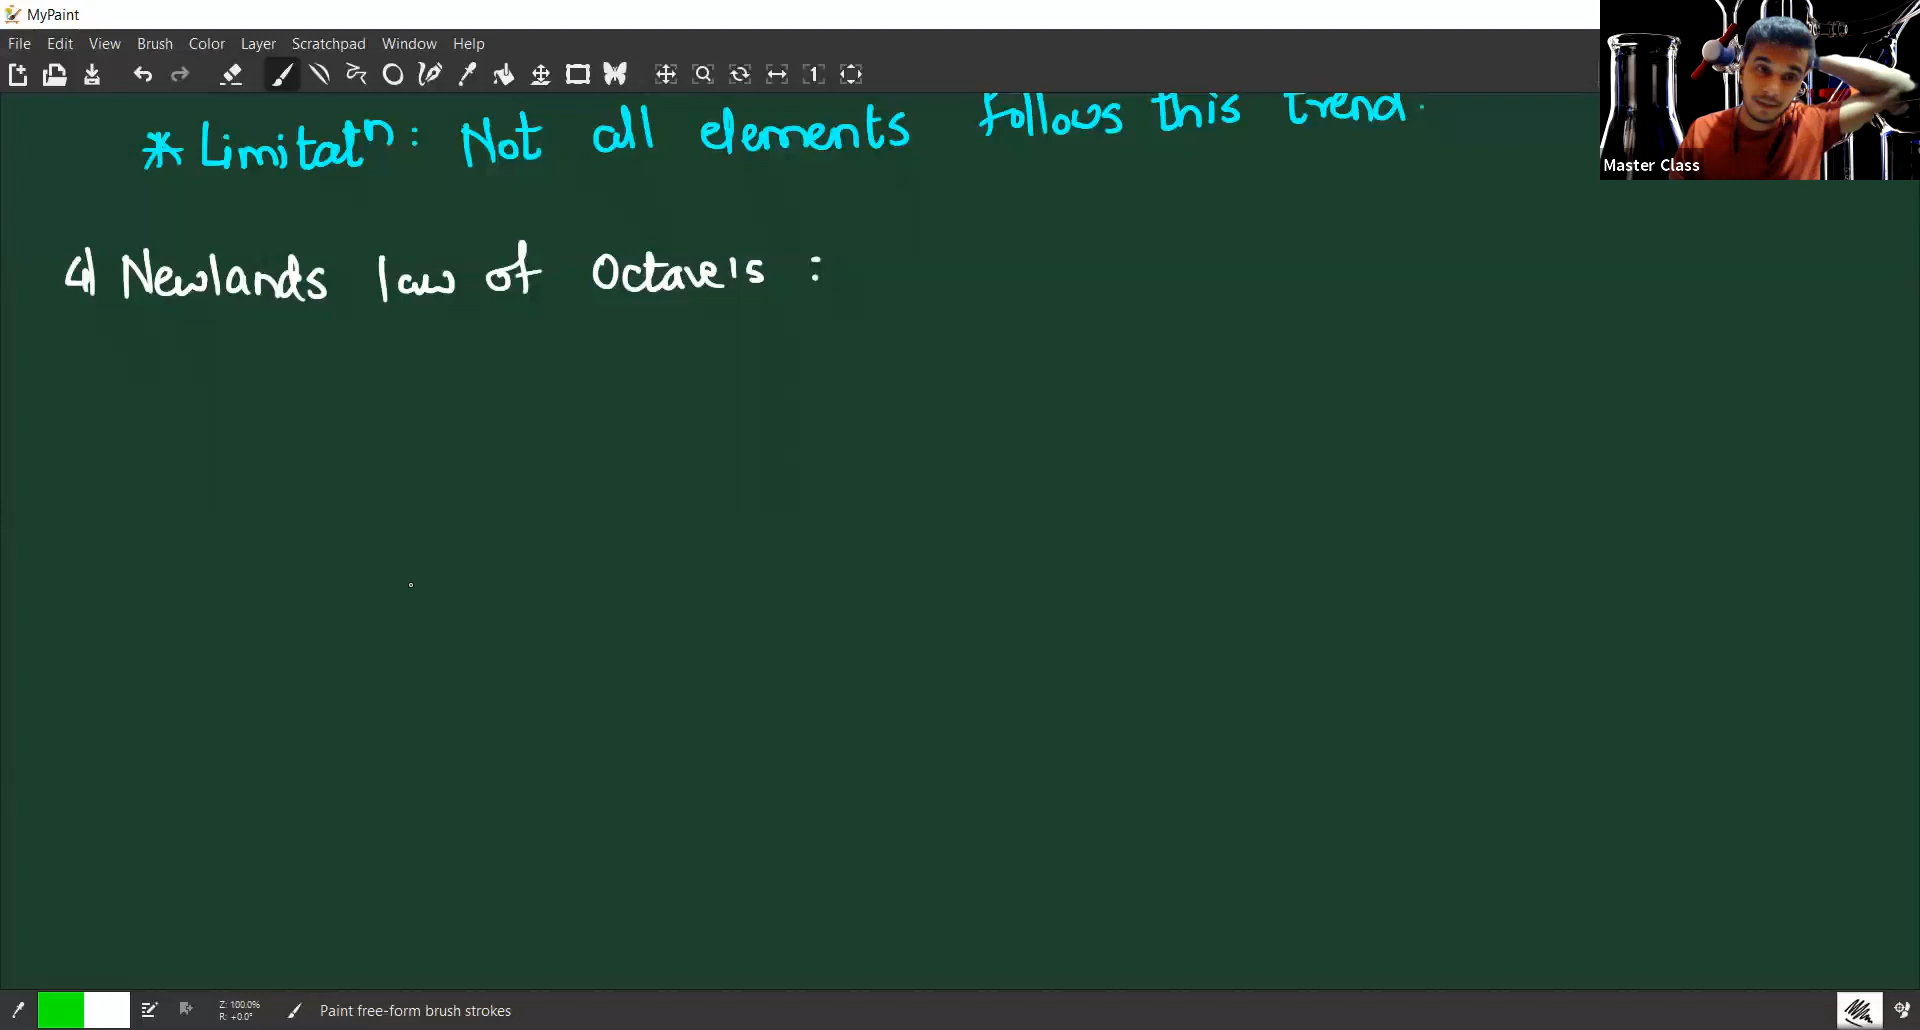 MyPaint
File Edit View Brush Color Layer Scratchpad Window Help
1
Master Class
* Limitatⁿ: Not all elements follows this trend.
4) Newlands law of Octave's :
Z: 100.0%
R: +0.0°
Paint free-form brush strokes